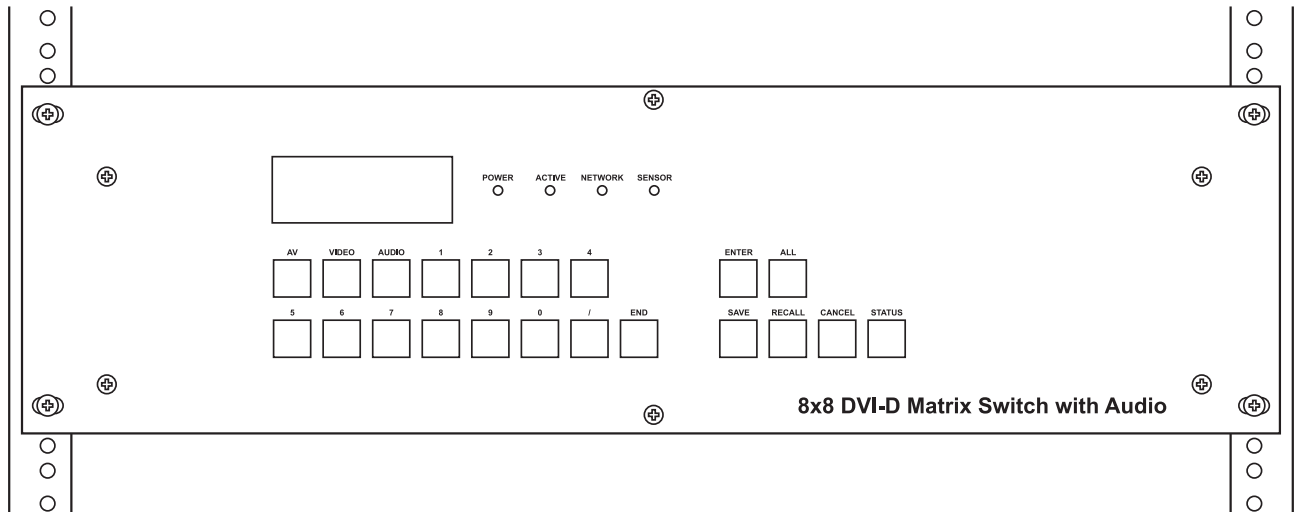 POWER ACTIVE NETWORK SENSOR
AV VIDEO AUDIO 1 2 3 4 ENTER ALL
5 6 7 8 9 0 / END SAVE RECALL CANCEL STATUS
8x8 DVI-D Matrix Switch with Audio